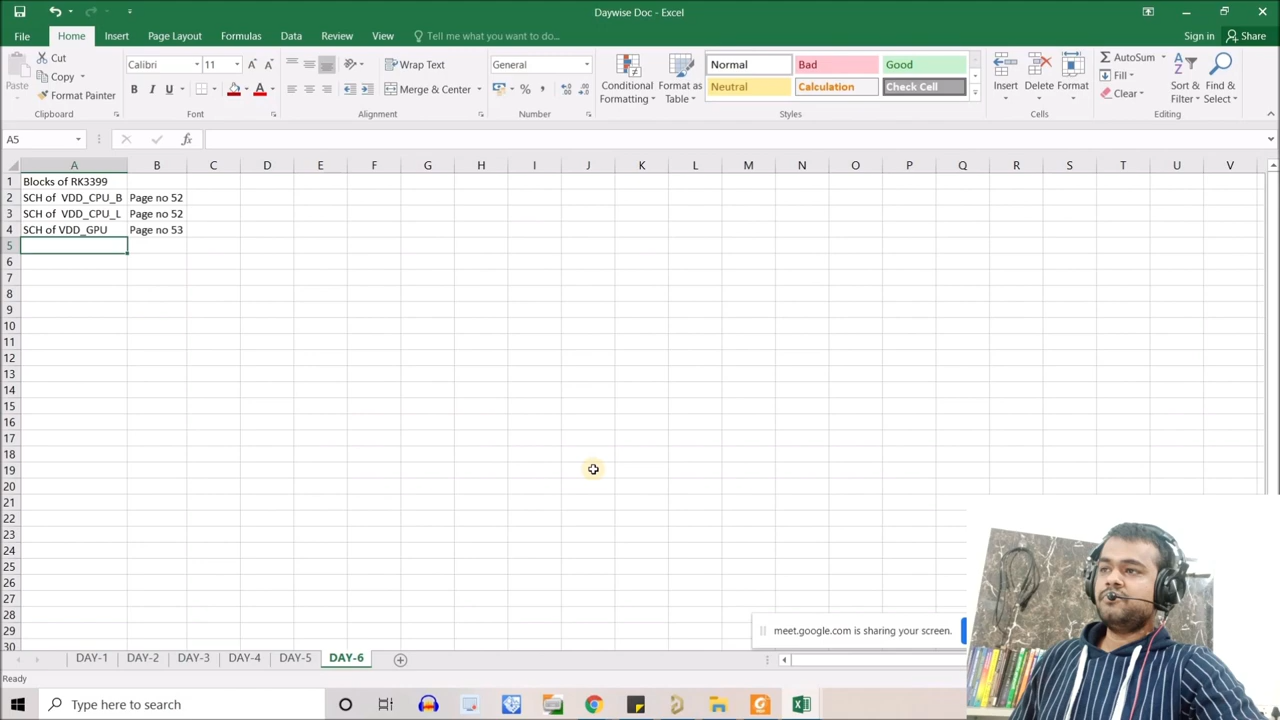 Daywise Doc - Excel
File Home Insert Page Layout Formulas Data Review View Tell me what you want to do... Sign in Share
Paste
Cut
Copy
Format Painter
Clipboard
Calibri 11
B I U
Font
Wrap Text
Merge & Center
Alignment
General
%
Number
Conditional Formatting
Format as Table
Normal Bad Good
Neutral Calculation Check Cell
Styles
Insert Delete Format
Cells
AutoSum
Fill
Clear
Sort & Filter
Find & Select
Editing
A5 fx
A B C D E F G H I J K L M N O P Q R S T U V
1 Blocks of RK3399
2 SCH of VDD_CPU_B Page no 52
3 SCH of VDD_CPU_L Page no 52
4 SCH of VDD_GPU Page no 53
5
6
7
8
9
10
11
12
13
14
15
16
17
18
19
20
21
22
23
24
25
26
27
28
29
30
meet.google.com is sharing your screen.
DAY-1 DAY-2 DAY-3 DAY-4 DAY-5 DAY-6
Ready
Type here to search